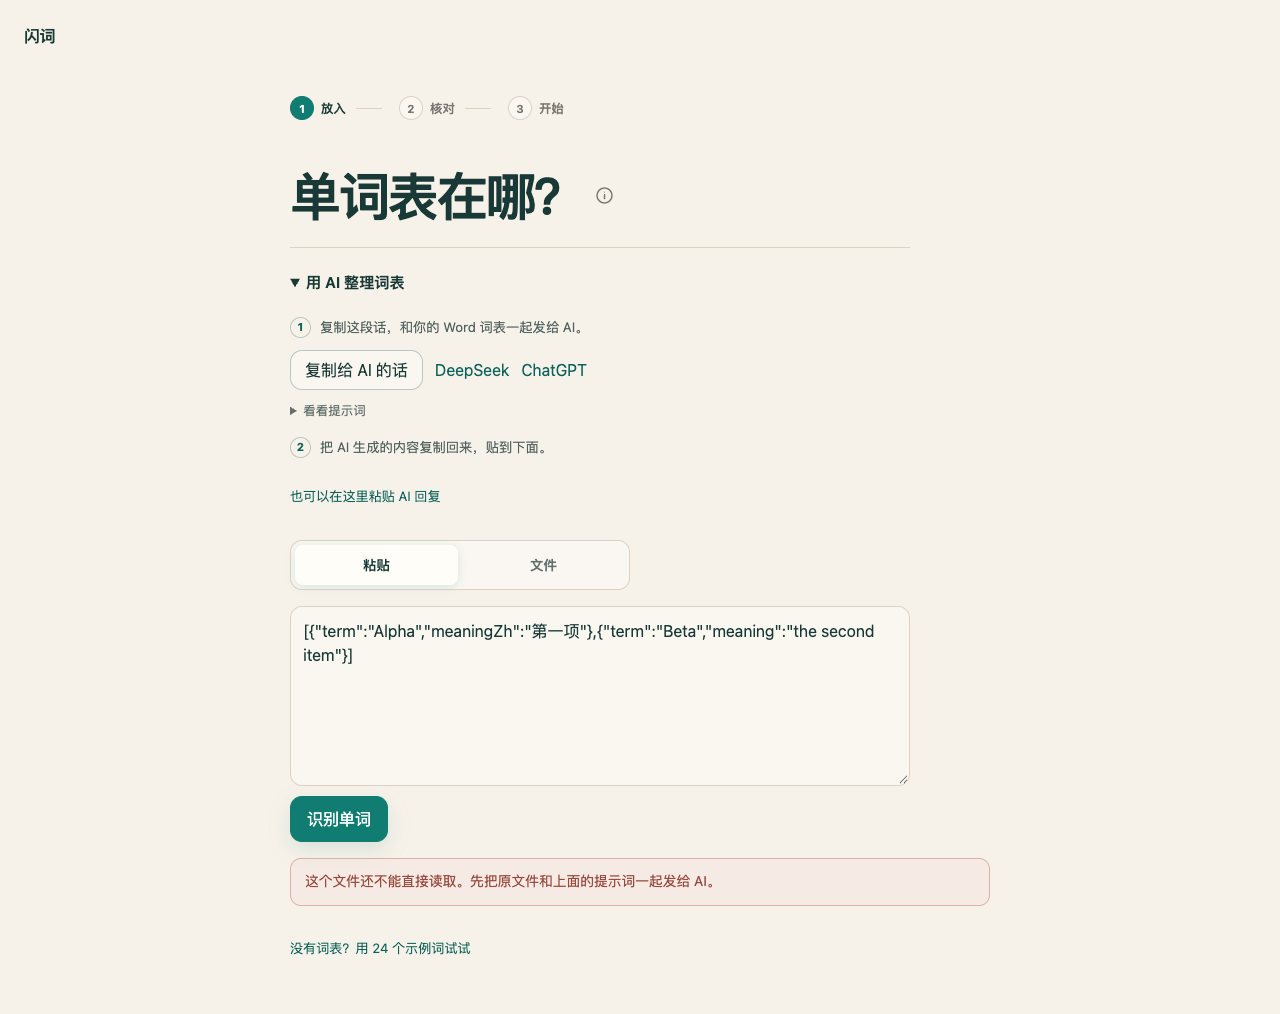 闪词
1 放入
2 核对
3 开始
单词表在哪？
▼ 用 AI 整理词表
1 复制这段话，和你的 Word 词表一起发给 AI。
复制给 AI 的话 DeepSeek ChatGPT
▶ 看看提示词
2 把 AI 生成的内容复制回来，贴到下面。
也可以在这里粘贴 AI 回复
粘贴 文件
[{"term":"Alpha","meaningZh":"第一项"},{"term":"Beta","meaning":"the second
item"}]
识别单词
这个文件还不能直接读取。先把原文件和上面的提示词一起发给 AI。
没有词表？用 24 个示例词试试